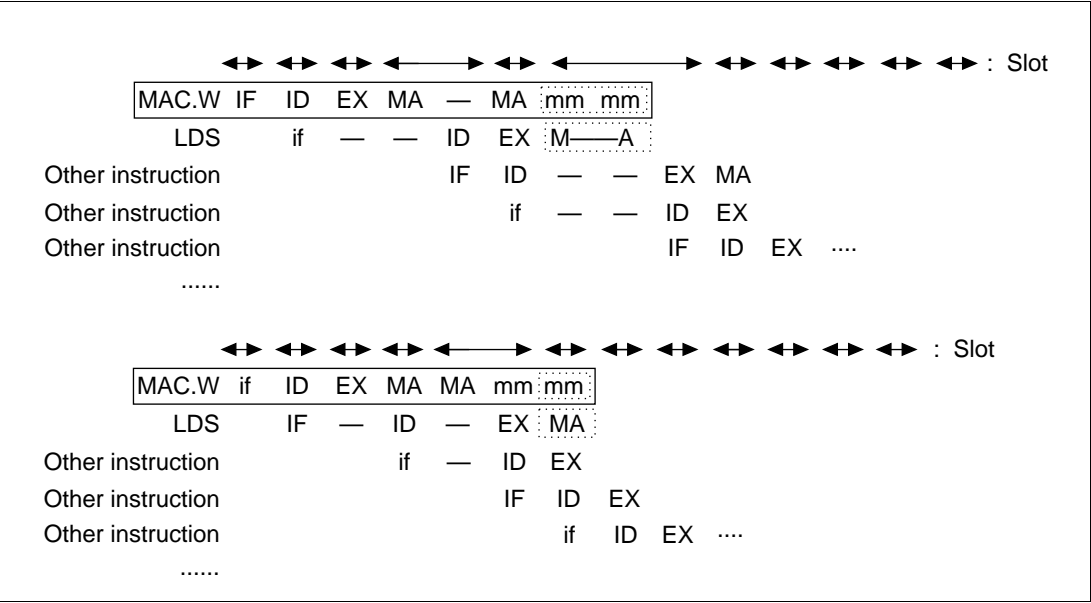 : Slot
MAC.W IF ID EX MA — MA mm mm
LDS if — — ID EX M——A
Other instruction IF ID — — EX MA
Other instruction if — — ID EX
Other instruction IF ID EX ····
......
: Slot
MAC.W if ID EX MA MA mm mm
LDS IF — ID — EX MA
Other instruction if — ID EX
Other instruction IF ID EX
Other instruction if ID EX ····
......